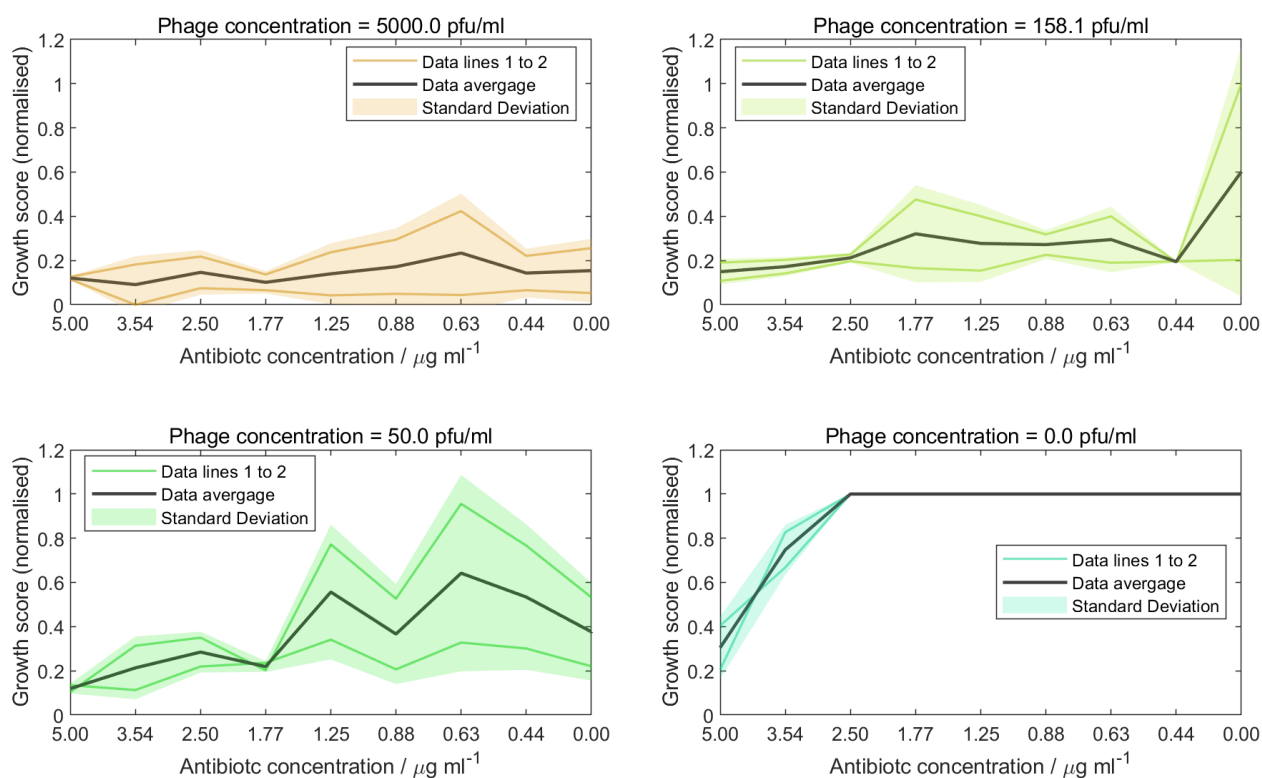 Phage concentration = 5000.0 pfu/ml
Growth score (normalised)
1.2
1
0.8
0.6
0.4
0.2
0
Data lines 1 to 2
Data avergage
Standard Deviation
5.00 3.54 2.50 1.77 1.25 0.88 0.63 0.44 0.00
Antibiotc concentration / μg ml⁻¹
Phage concentration = 158.1 pfu/ml
Growth score (normalised)
1.2
1
0.8
0.6
0.4
0.2
0
Data lines 1 to 2
Data avergage
Standard Deviation
5.00 3.54 2.50 1.77 1.25 0.88 0.63 0.44 0.00
Antibiotc concentration / μg ml⁻¹
Phage concentration = 50.0 pfu/ml
Growth score (normalised)
1.2
1
0.8
0.6
0.4
0.2
0
Data lines 1 to 2
Data avergage
Standard Deviation
5.00 3.54 2.50 1.77 1.25 0.88 0.63 0.44 0.00
Antibiotc concentration / μg ml⁻¹
Phage concentration = 0.0 pfu/ml
Growth score (normalised)
1.2
1
0.8
0.6
0.4
0.2
0
Data lines 1 to 2
Data avergage
Standard Deviation
5.00 3.54 2.50 1.77 1.25 0.88 0.63 0.44 0.00
Antibiotc concentration / μg ml⁻¹